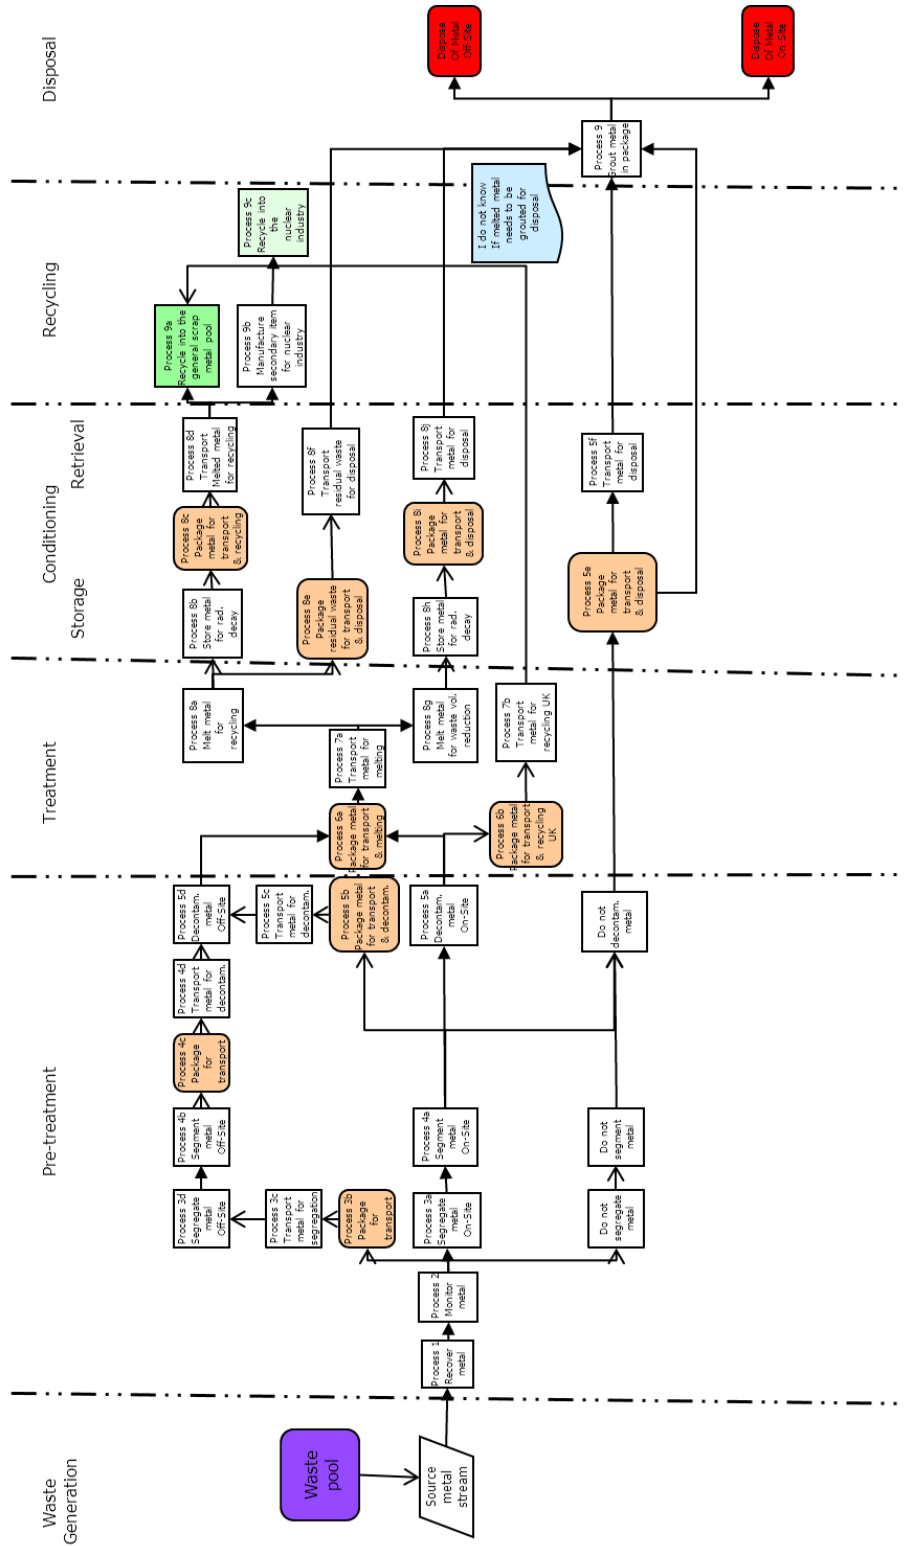 Waste
Generation
Pre-treatment
Treatment
Storage
Conditioning
Retrieval
Recycling
Disposal
Waste
pool
Source
metal
stream
Process 1
Recover
metal
Process 2
Monitor
metal
Process 3d
Segregate
metal
Off-Site
Process 3c
Transport
metal for
segregation
Process 3b
Package
for
transport
Process 3a
Segregate
metal
On-Site
Do not
segregate
metal
Process 4b
Segment
metal
Off-Site
Process 4a
Segment
metal
On-Site
Do not
segment
metal
Process 4c
Package
for
transport
Process 4d
Transport
metal for
decontam.
Process 5d
Decontam.
metal
Off-Site
Process 5c
Transport
metal for
decontam.
Process 5b
Package metal
for transport
& decontam.
Process 5a
Decontam.
metal
On-Site
Do not
decontam.
metal
Process 6a
Package metal
for transport
& melting
Process 6b
Package metal
for transport
& recycling
UK
Process 7a
Transport
metal for
melting
Process 7b
Transport
metal for
recycling UK
Process 8a
Melt metal
for
recycling
Process 8g
Melt metal
for waste vol.
reduction
Process 8b
Store metal
for rad.
decay
Process 8e
Package
residual waste
for transport
& disposal
Process 8h
Store metal
for rad.
decay
Process 5e
Package
metal for
transport
& disposal
Process 8c
Package
metal for
transport
& recycling
Process 8i
Package
metal for
transport
& disposal
Process 8d
Transport
Melted metal
for recycling
Process 8f
Transport
residual waste
for disposal
Process 8j
Transport
metal for
disposal
Process 5f
Transport
metal for
disposal
Process 9a
Recycle into the
general scrap
metal pool
Process 9b
Manufacture
secondary item
for nuclear
industry
Process 9c
Recycle into
the
nuclear
industry
I do not know
If melted metal
needs to be
grouted for
disposal
Process 9
Grout metal
in package
Dispose
Of Metal
Off-Site
Dispose
Of Metal
On-Site